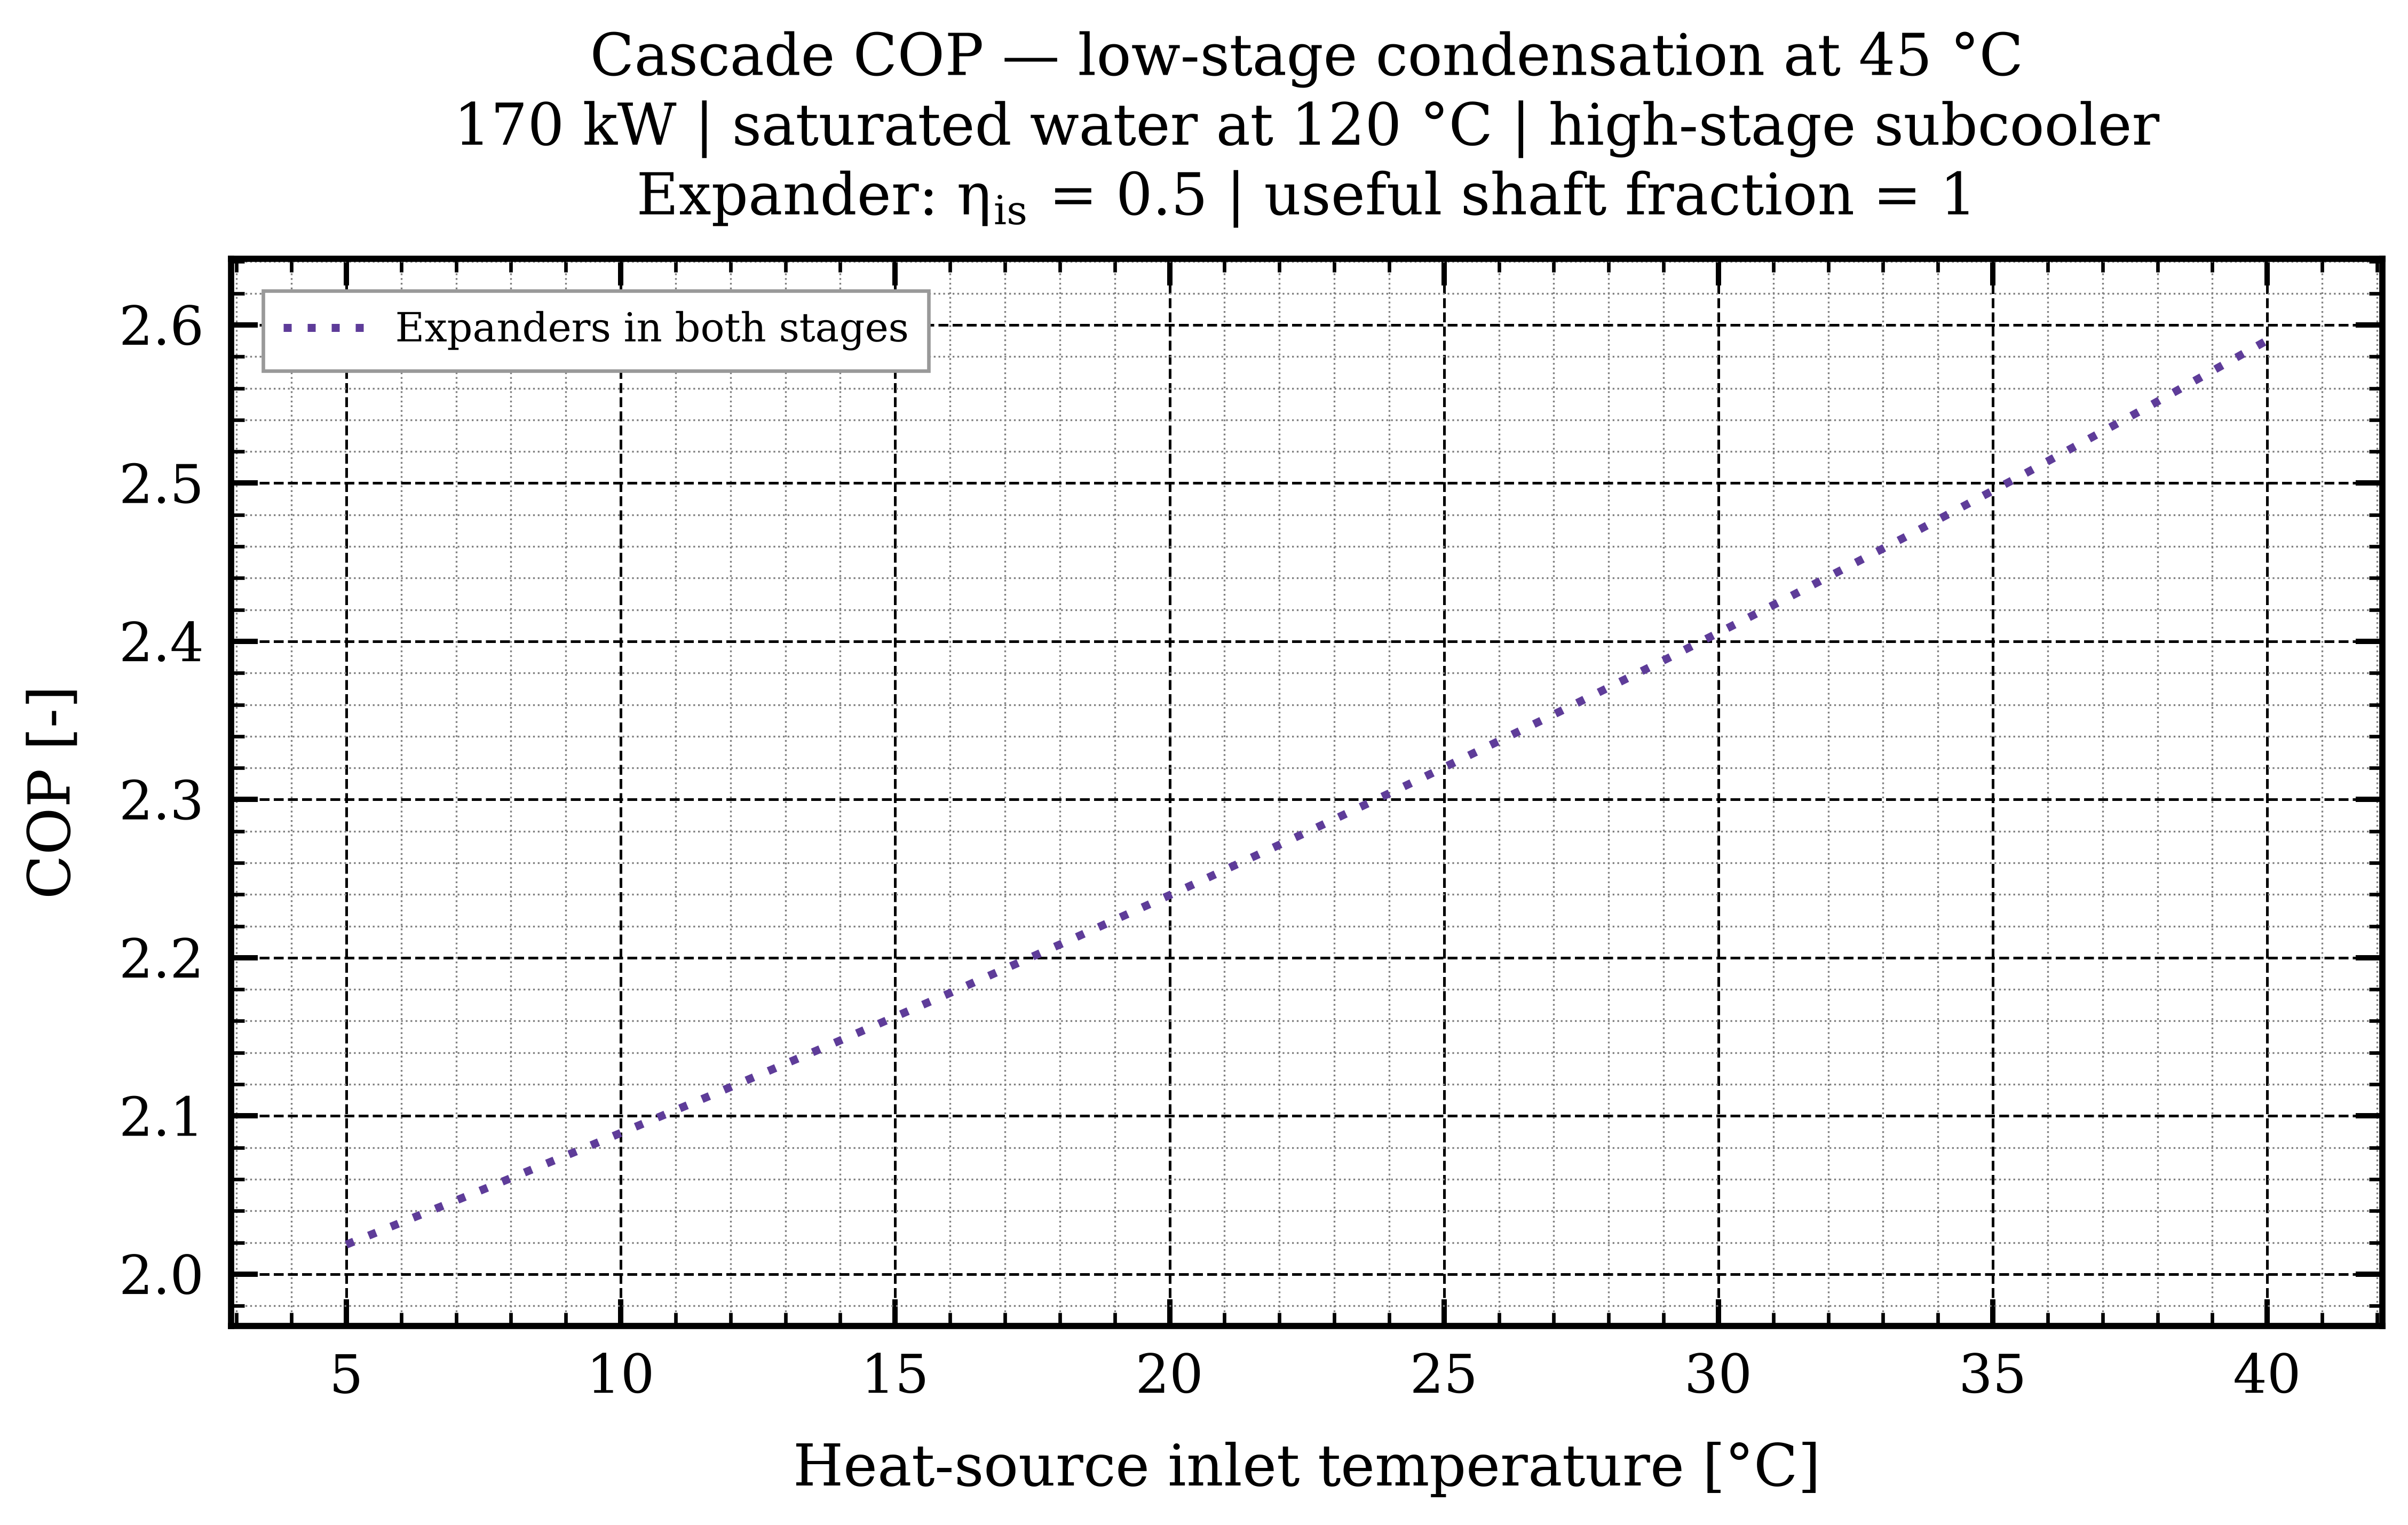 Cascade COP — low-stage condensation at 45 °C
170 kW | saturated water at 120 °C | high-stage subcooler
Expander: ηis = 0.5 | useful shaft fraction = 1
Expanders in both stages
2.6
2.5
2.4
2.3
2.2
2.1
2.0
COP [-]
5 10 15 20 25 30 35 40
Heat-source inlet temperature [°C]